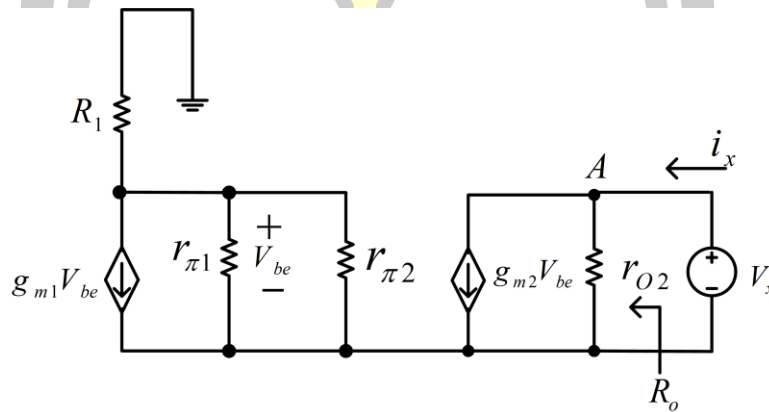 R1
A
ix
gm1Vbe
rπ1
+
Vbe
−
rπ2
gm2Vbe
rO2
+
−
Vx
Ro